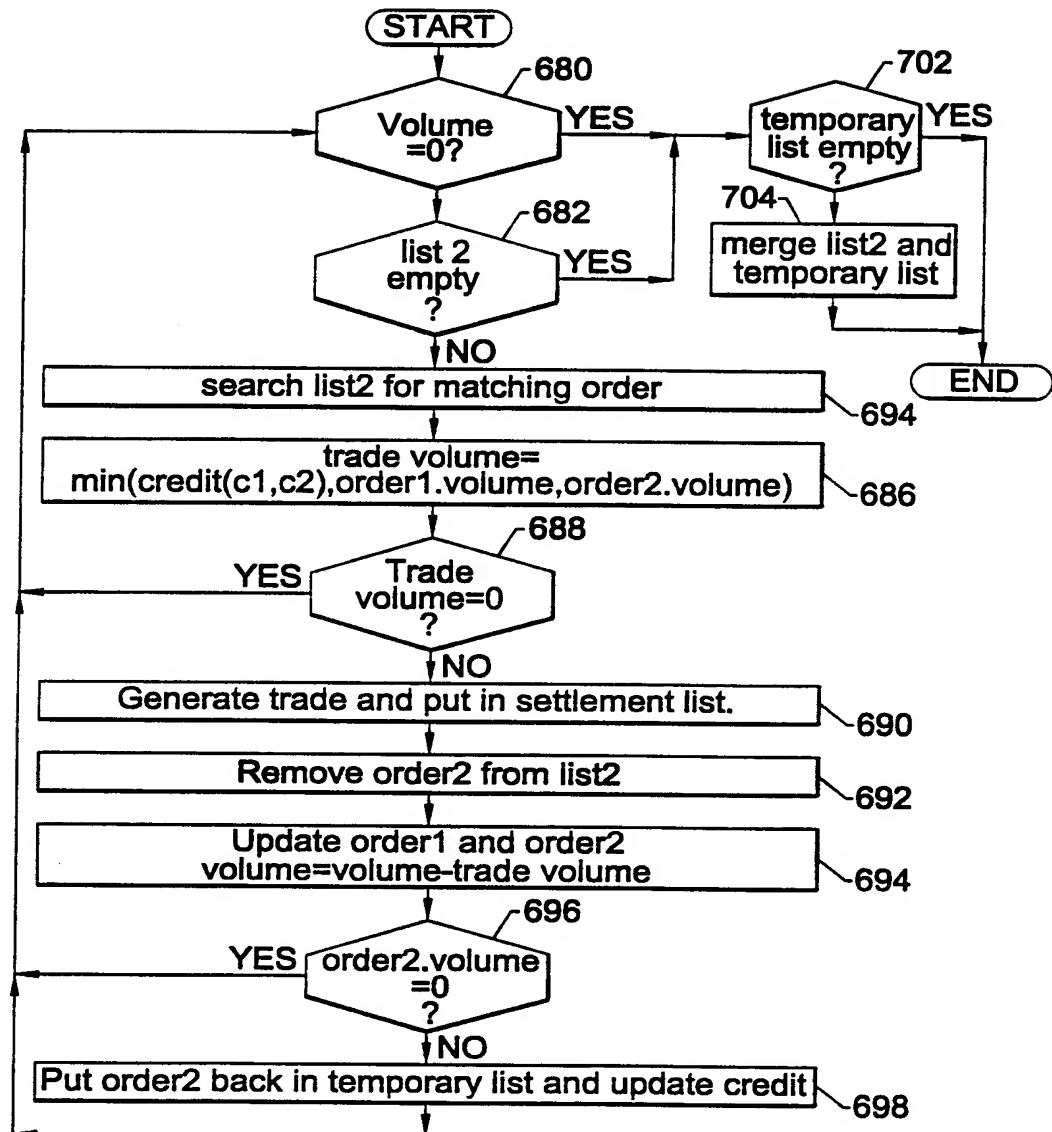 START
680
Volume
=0?
YES
702
temporary
list empty
?
YES
682
list 2
empty
?
YES
704
merge list2 and
temporary list
NO
END
search list2 for matching order
694
trade volume=
min(credit(c1,c2),order1.volume,order2.volume)
686
688
Trade
volume=0
?
YES
NO
Generate trade and put in settlement list.
690
Remove order2 from list2
692
Update order1 and order2
volume=volume-trade volume
694
696
order2.volume
=0
?
YES
NO
Put order2 back in temporary list and update credit
698